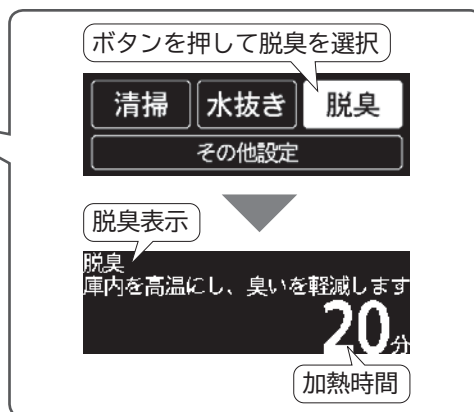 ボタンを押して脱臭を選択
清掃 水抜き 脱臭
その他設定
脱臭表示
脱臭
庫内を高温にし、臭いを軽減します
20分
加熱時間